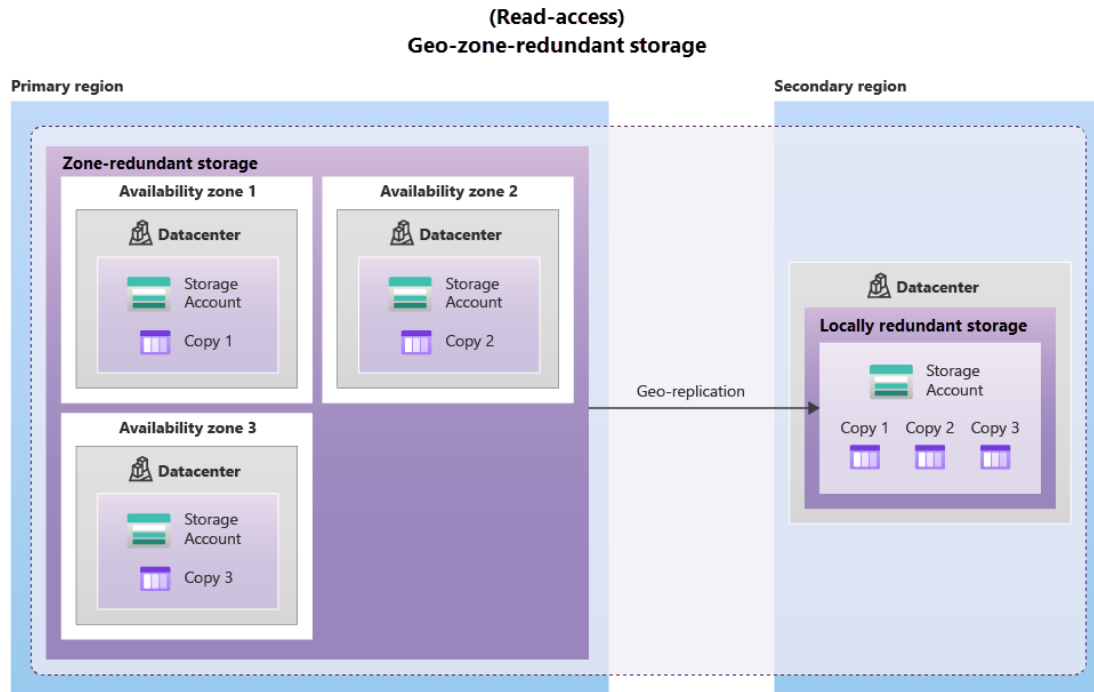 (Read-access)
Geo-zone-redundant storage
Primary region
Secondary region
Zone-redundant storage
Availability zone 1
Datacenter
Storage
Account
Copy 1
Availability zone 2
Datacenter
Storage
Account
Copy 2
Availability zone 3
Datacenter
Storage
Account
Copy 3
Geo-replication
Datacenter
Locally redundant storage
Storage
Account
Copy 1 Copy 2 Copy 3